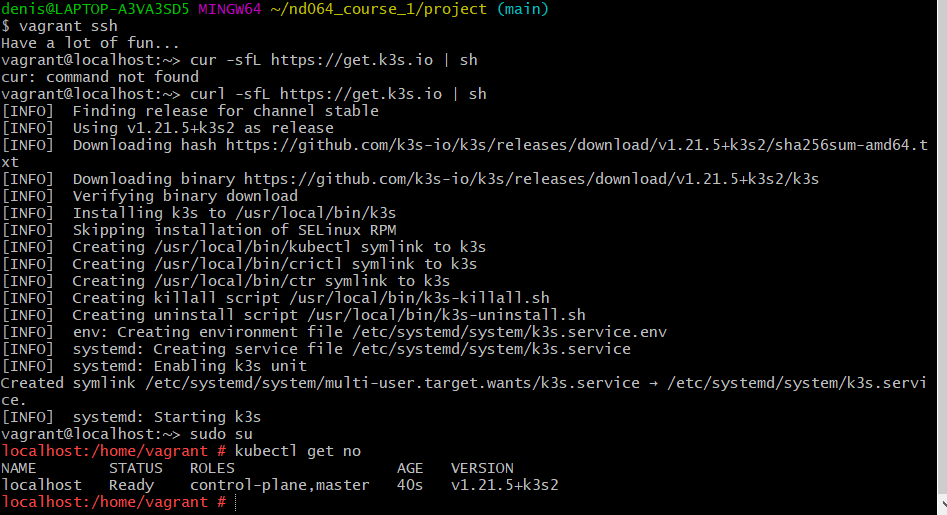 denis@LAPTOP-A3VA3SD5 MINGW64 ~/nd064_course_1/project (main)
$ vagrant ssh
Have a lot of fun...
vagrant@localhost:~> cur -sfL https://get.k3s.io | sh
cur: command not found
vagrant@localhost:~> curl -sfL https://get.k3s.io | sh
[INFO]  Finding release for channel stable
[INFO]  Using v1.21.5+k3s2 as release
[INFO]  Downloading hash https://github.com/k3s-io/k3s/releases/download/v1.21.5+k3s2/sha256sum-amd64.t
xt
[INFO]  Downloading binary https://github.com/k3s-io/k3s/releases/download/v1.21.5+k3s2/k3s
[INFO]  Verifying binary download
[INFO]  Installing k3s to /usr/local/bin/k3s
[INFO]  Skipping installation of SELinux RPM
[INFO]  Creating /usr/local/bin/kubectl symlink to k3s
[INFO]  Creating /usr/local/bin/crictl symlink to k3s
[INFO]  Creating /usr/local/bin/ctr symlink to k3s
[INFO]  Creating killall script /usr/local/bin/k3s-killall.sh
[INFO]  Creating uninstall script /usr/local/bin/k3s-uninstall.sh
[INFO]  env: Creating environment file /etc/systemd/system/k3s.service.env
[INFO]  systemd: Creating service file /etc/systemd/system/k3s.service
[INFO]  systemd: Enabling k3s unit
Created symlink /etc/systemd/system/multi-user.target.wants/k3s.service → /etc/systemd/system/k3s.servi
ce.
[INFO]  systemd: Starting k3s
vagrant@localhost:~> sudo su
localhost:/home/vagrant # kubectl get no
NAME        STATUS   ROLES                  AGE   VERSION
localhost   Ready    control-plane,master   40s   v1.21.5+k3s2
localhost:/home/vagrant #